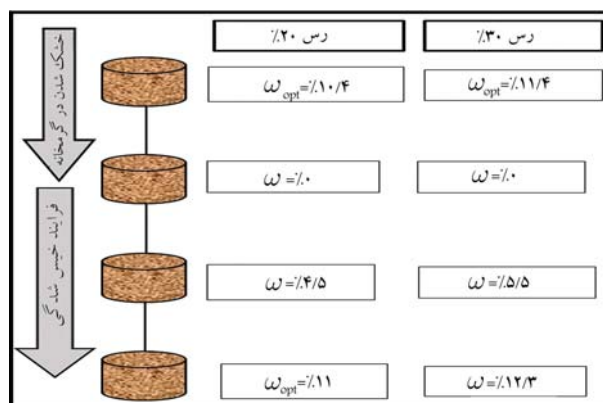 رس ۳۰٪
رس ۲۰٪
خشک شدن در گرمخانه
ω_opt=٪۱۱/۴
ω_opt=٪۱۰/۴
ω=٪۰
ω=٪۰
فرایند خیس شدگی
ω=٪۵/۵
ω=٪۴/۵
ω=٪۱۲/۳
ω_opt=٪۱۱